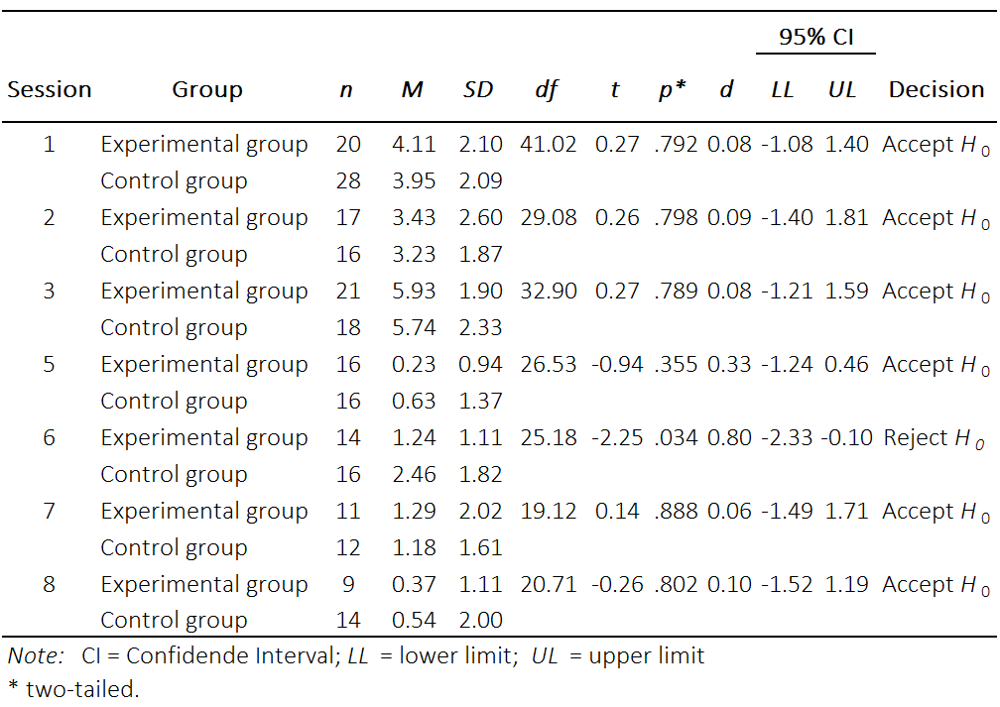 95% CI
Session Group n M SD df t p* d LL UL Decision
1 Experimental group 20 4.11 2.10 41.02 0.27 .792 0.08 -1.08 1.40 Accept H0
Control group 28 3.95 2.09
2 Experimental group 17 3.43 2.60 29.08 0.26 .798 0.09 -1.40 1.81 Accept H0
Control group 16 3.23 1.87
3 Experimental group 21 5.93 1.90 32.90 0.27 .789 0.08 -1.21 1.59 Accept H0
Control group 18 5.74 2.33
5 Experimental group 16 0.23 0.94 26.53 -0.94 .355 0.33 -1.24 0.46 Accept H0
Control group 16 0.63 1.37
6 Experimental group 14 1.24 1.11 25.18 -2.25 .034 0.80 -2.33 -0.10 Reject H0
Control group 16 2.46 1.82
7 Experimental group 11 1.29 2.02 19.12 0.14 .888 0.06 -1.49 1.71 Accept H0
Control group 12 1.18 1.61
8 Experimental group 9 0.37 1.11 20.71 -0.26 .802 0.10 -1.52 1.19 Accept H0
Control group 14 0.54 2.00
Note: CI = Confidende Interval; LL = lower limit; UL = upper limit
* two-tailed.